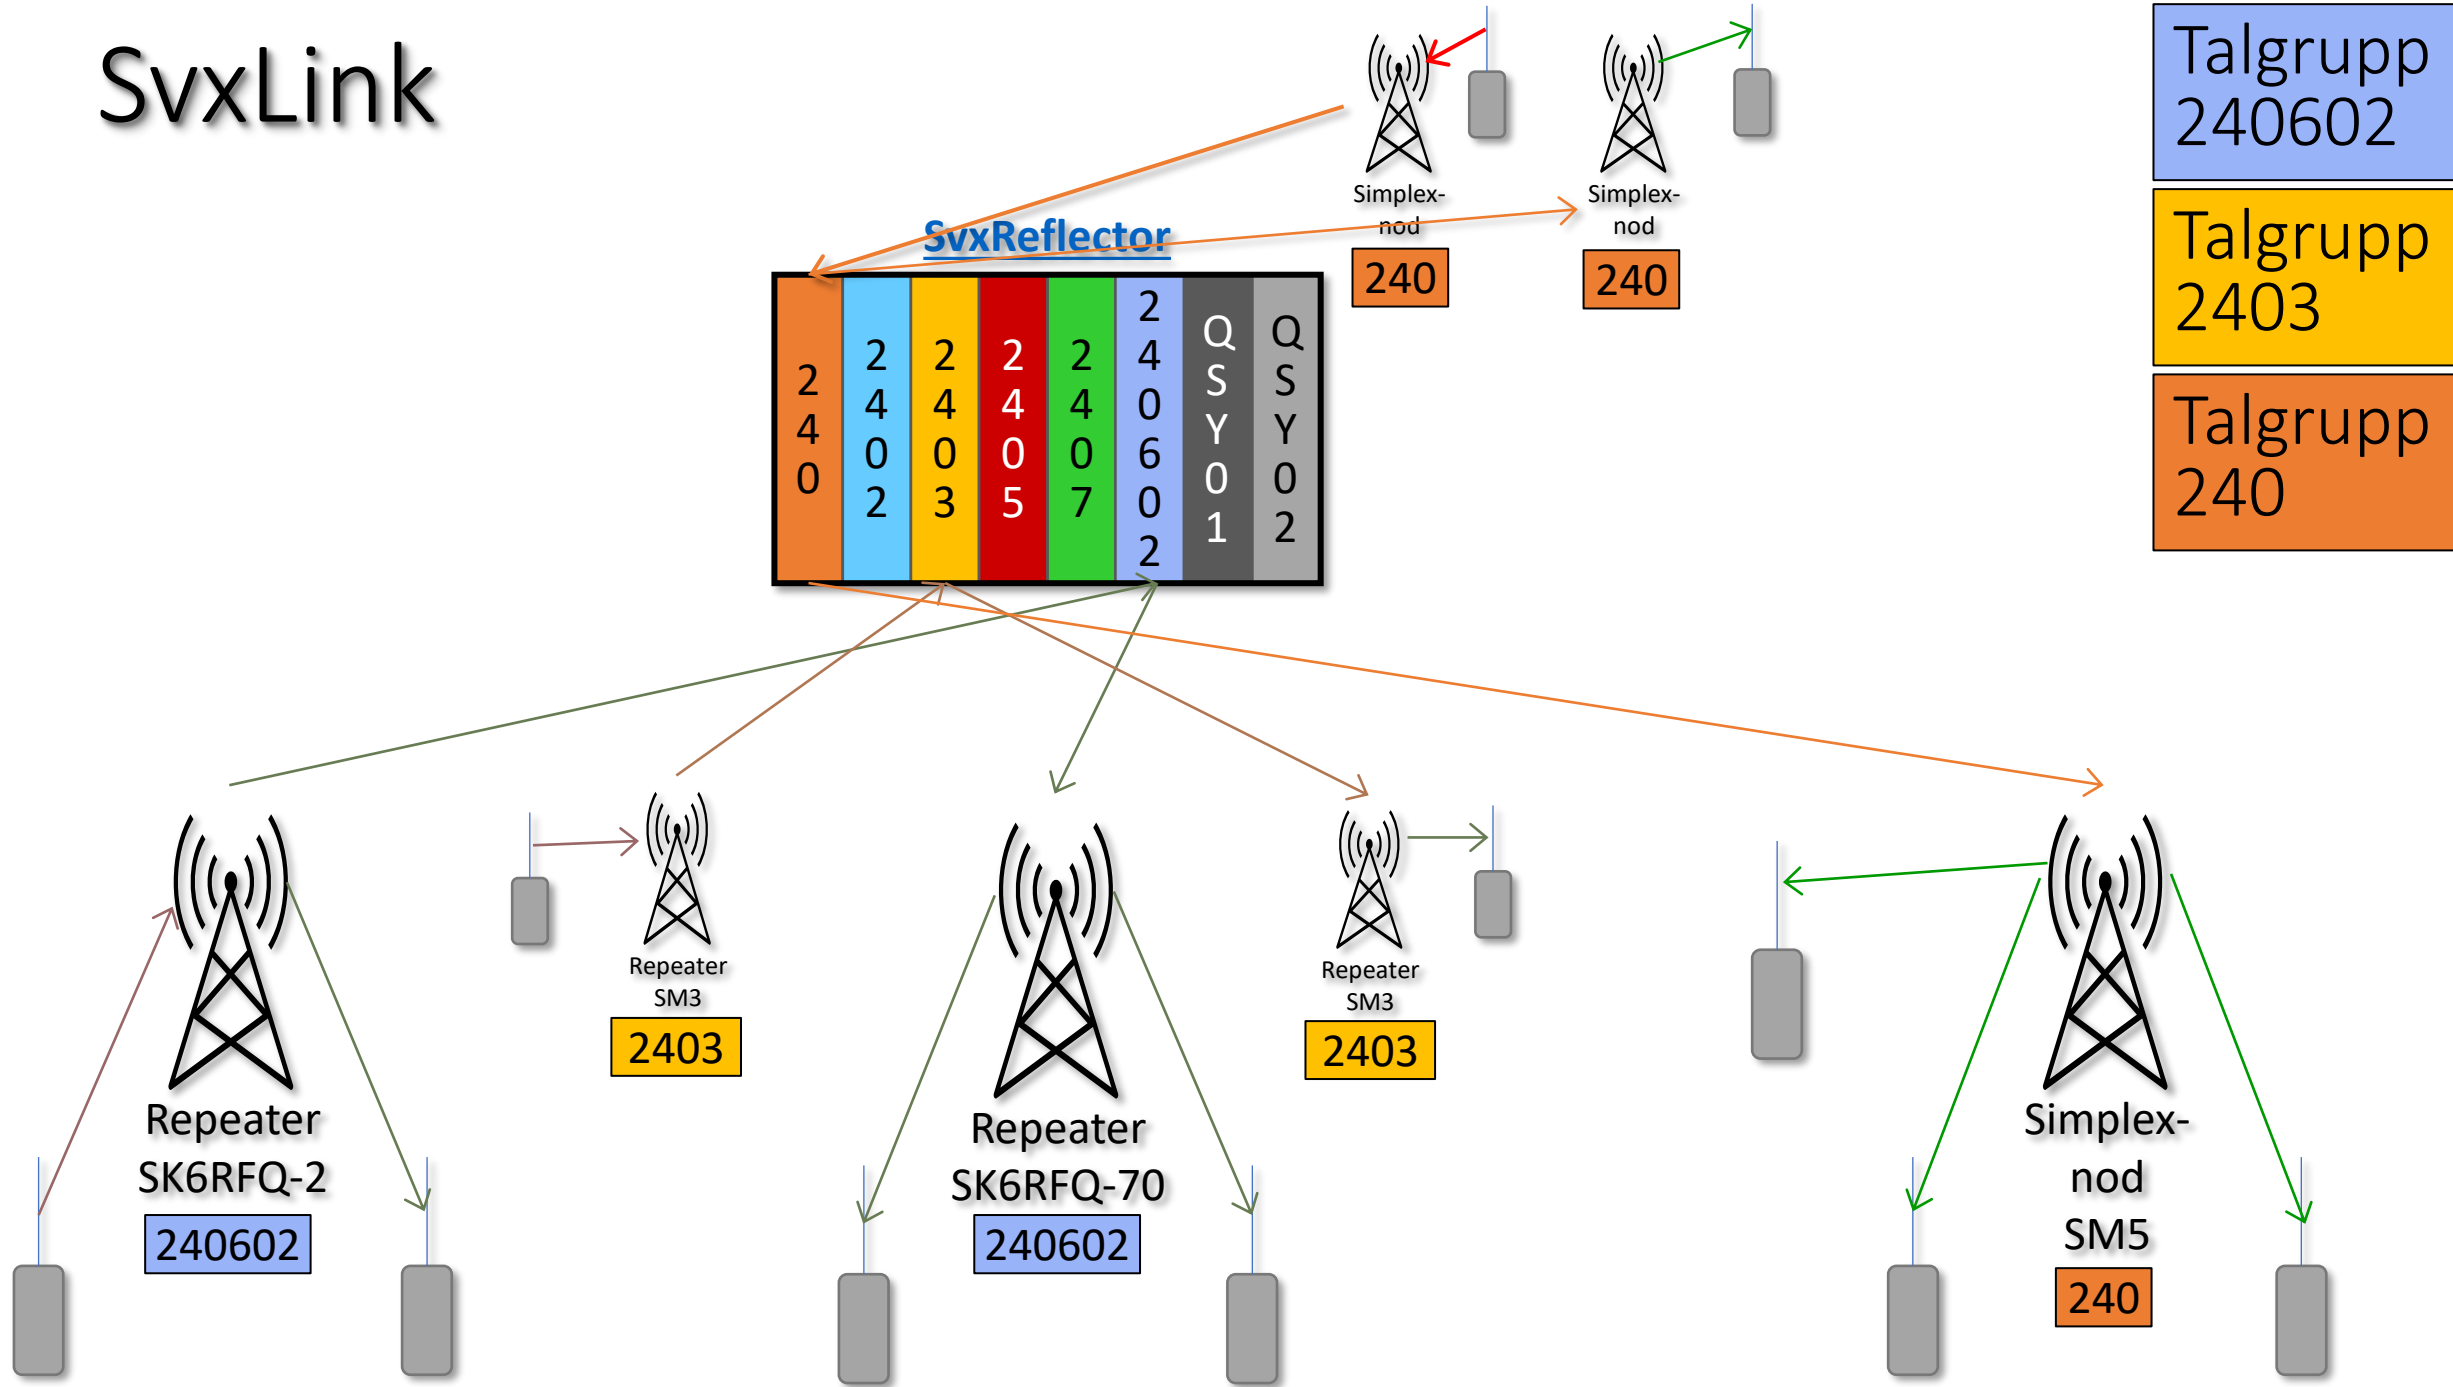 SvxLink
Simplex-
nod
240
Simplex-
nod
240
Talgrupp
240602
Talgrupp
2403
Talgrupp
240
SvxReflector
240
2402
2403
2405
2407
240602
QSY01
QSY02
Repeater
SK6RFQ-2
240602
Repeater
SM3
2403
Repeater
SK6RFQ-70
240602
Repeater
SM3
2403
Simplex-
nod
SM5
240